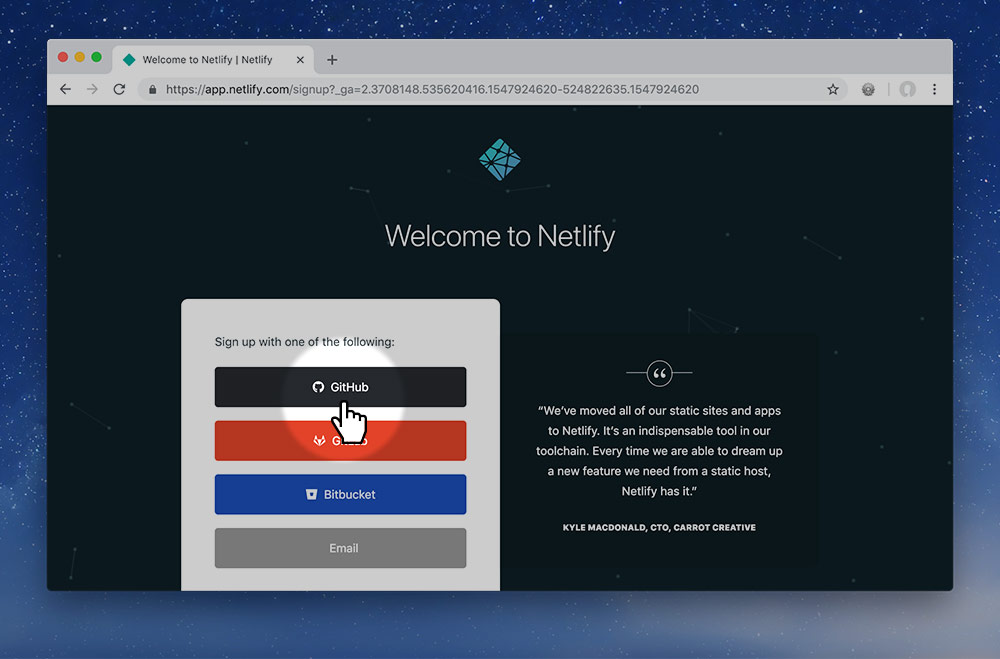 Welcome to Netlify | Netlify
https://app.netlify.com/signup?_ga=2.3708148.535620416.1547924620-524822635.1547924620
Welcome to Netlify
Sign up with one of the following:
GitHub
Bitbucket
Email
“We’ve moved all of our static sites and apps
to Netlify. It’s an indispensable tool in our
toolchain. Every time we are able to dream up
a new feature we need from a static host,
Netlify has it.”
KYLE MACDONALD, CTO, CARROT CREATIVE